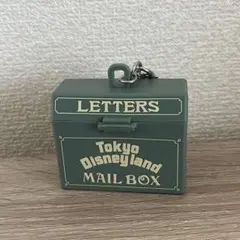 LETTERS
Tokyo
Disneyland
MAIL BOX